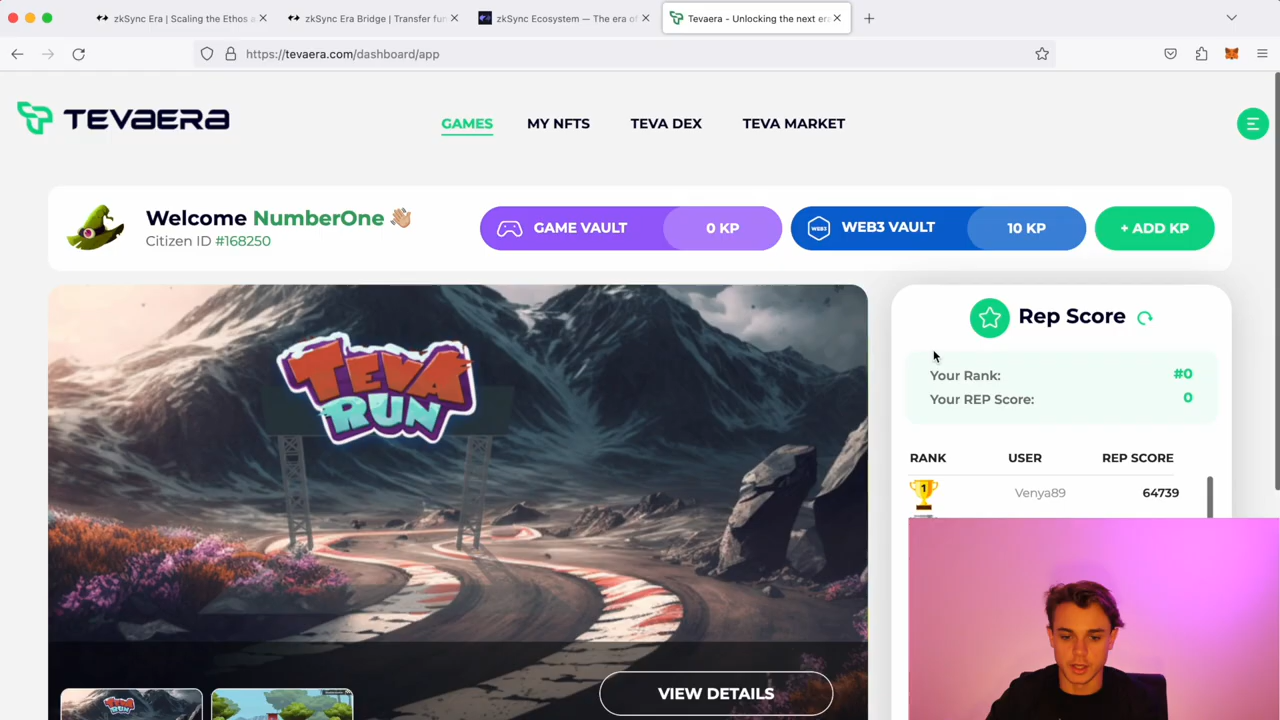 zkSync Era | Scaling the Ethos a
zkSync Era Bridge | Transfer fun
zkSync Ecosystem — The era of
Tevaera - Unlocking the next er
https://tevaera.com/dashboard/app
TEVAERA
GAMES
MY NFTS
TEVA DEX
TEVA MARKET
Welcome NumberOne
Citizen ID #168250
GAME VAULT
0 KP
WEB3
WEB3 VAULT
10 KP
+ ADD KP
TEVA
RUN
VIEW DETAILS
Rep Score
Your Rank: #0
Your REP Score: 0
RANK USER REP SCORE
1 Venya89 64739